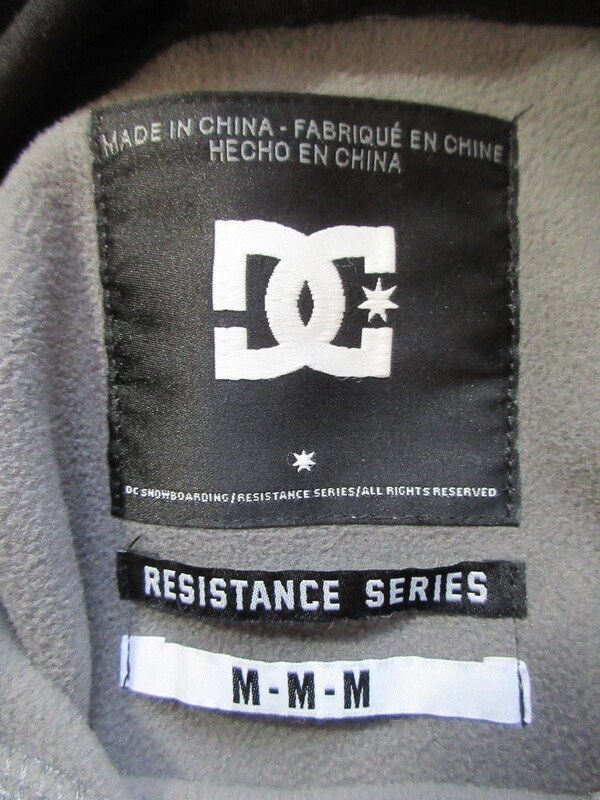 MADE IN CHINA - FABRIQUÉ EN CHINE
HECHO EN CHINA
DC
DC SNOWBOARDING/RESISTANCE SERIES/ALL RIGHTS RESERVED
RESISTANCE SERIES
M-M-M